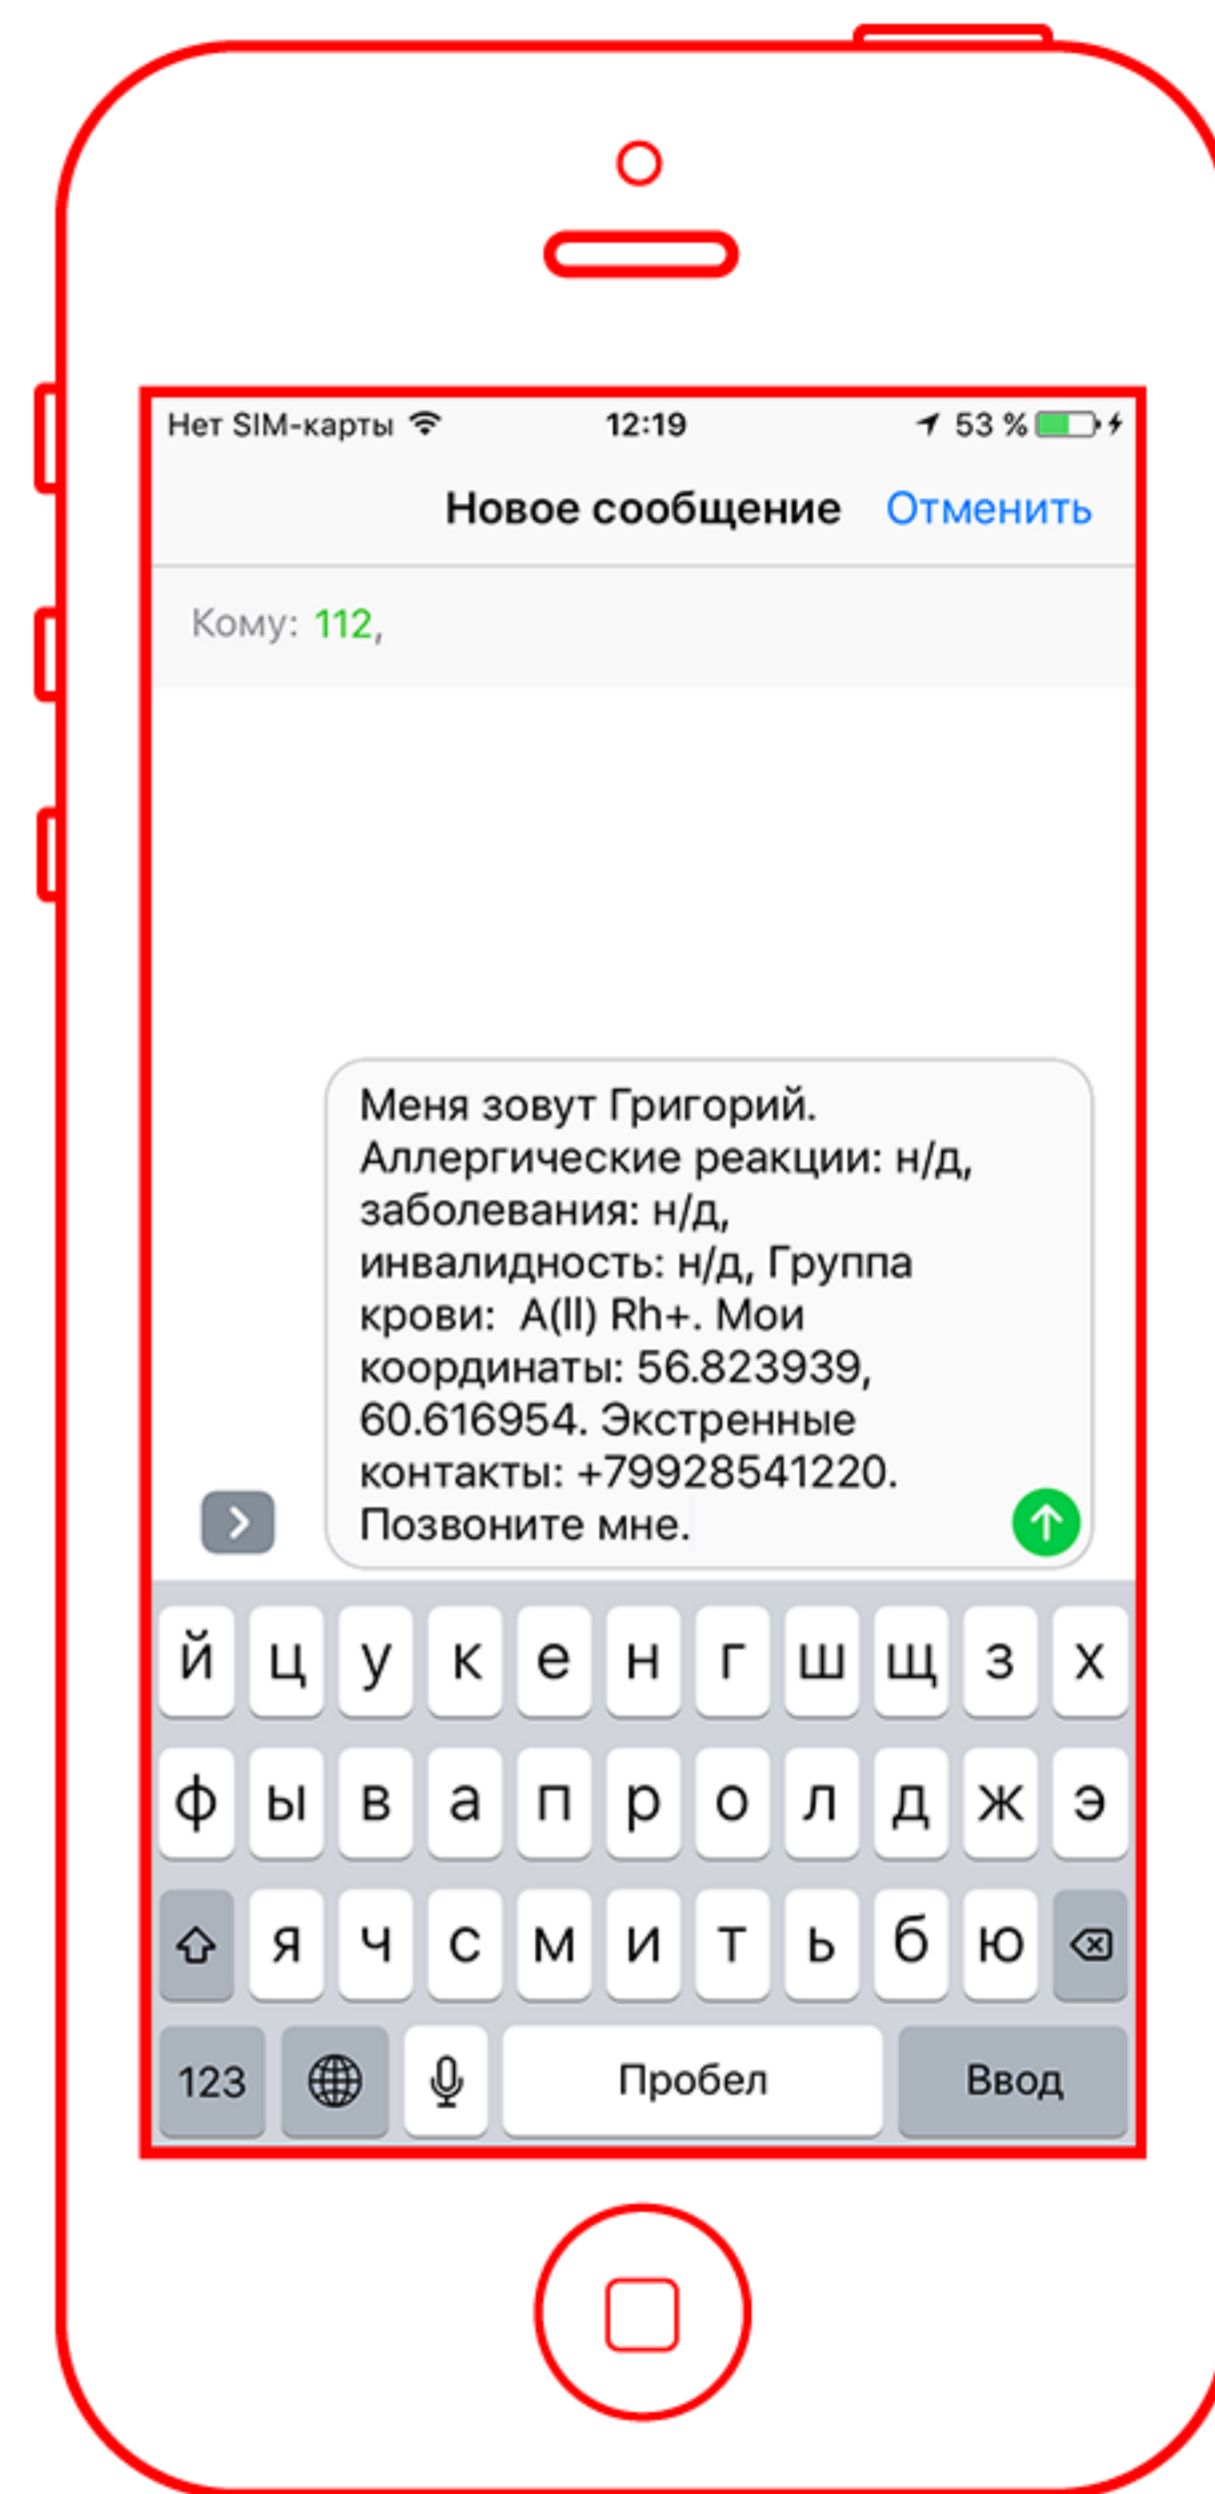 Нет SIM-карты 12:19 53 %
Новое сообщение Отменить
Кому: 112,
Меня зовут Григорий.
Аллергические реакции: н/д,
заболевания: н/д,
инвалидность: н/д, Группа
крови:  A(II) Rh+. Мои
координаты: 56.823939,
60.616954. Экстренные
контакты: +79928541220.
Позвоните мне.
й ц у к е н г ш щ з х
ф ы в а п р о л д ж э
я ч с м и т ь б ю
123 Пробел Ввод